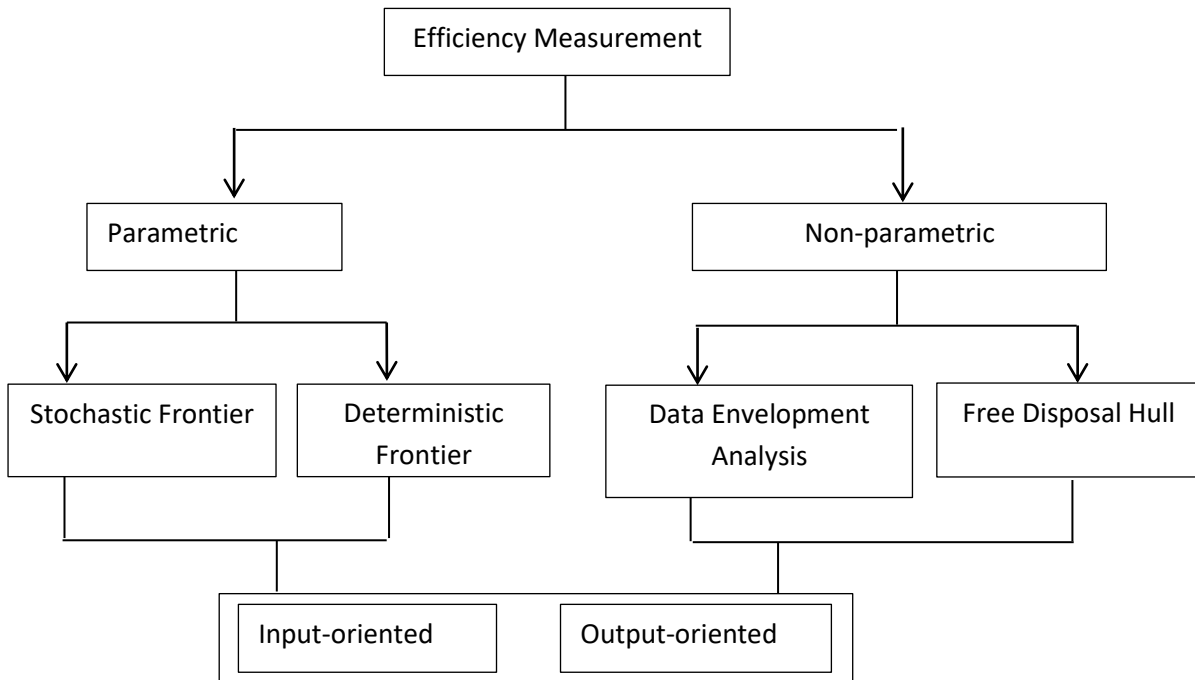 Efficiency Measurement
Parametric
Non-parametric
Stochastic Frontier
Deterministic
Frontier
Data Envelopment
Analysis
Free Disposal Hull
Input-oriented
Output-oriented